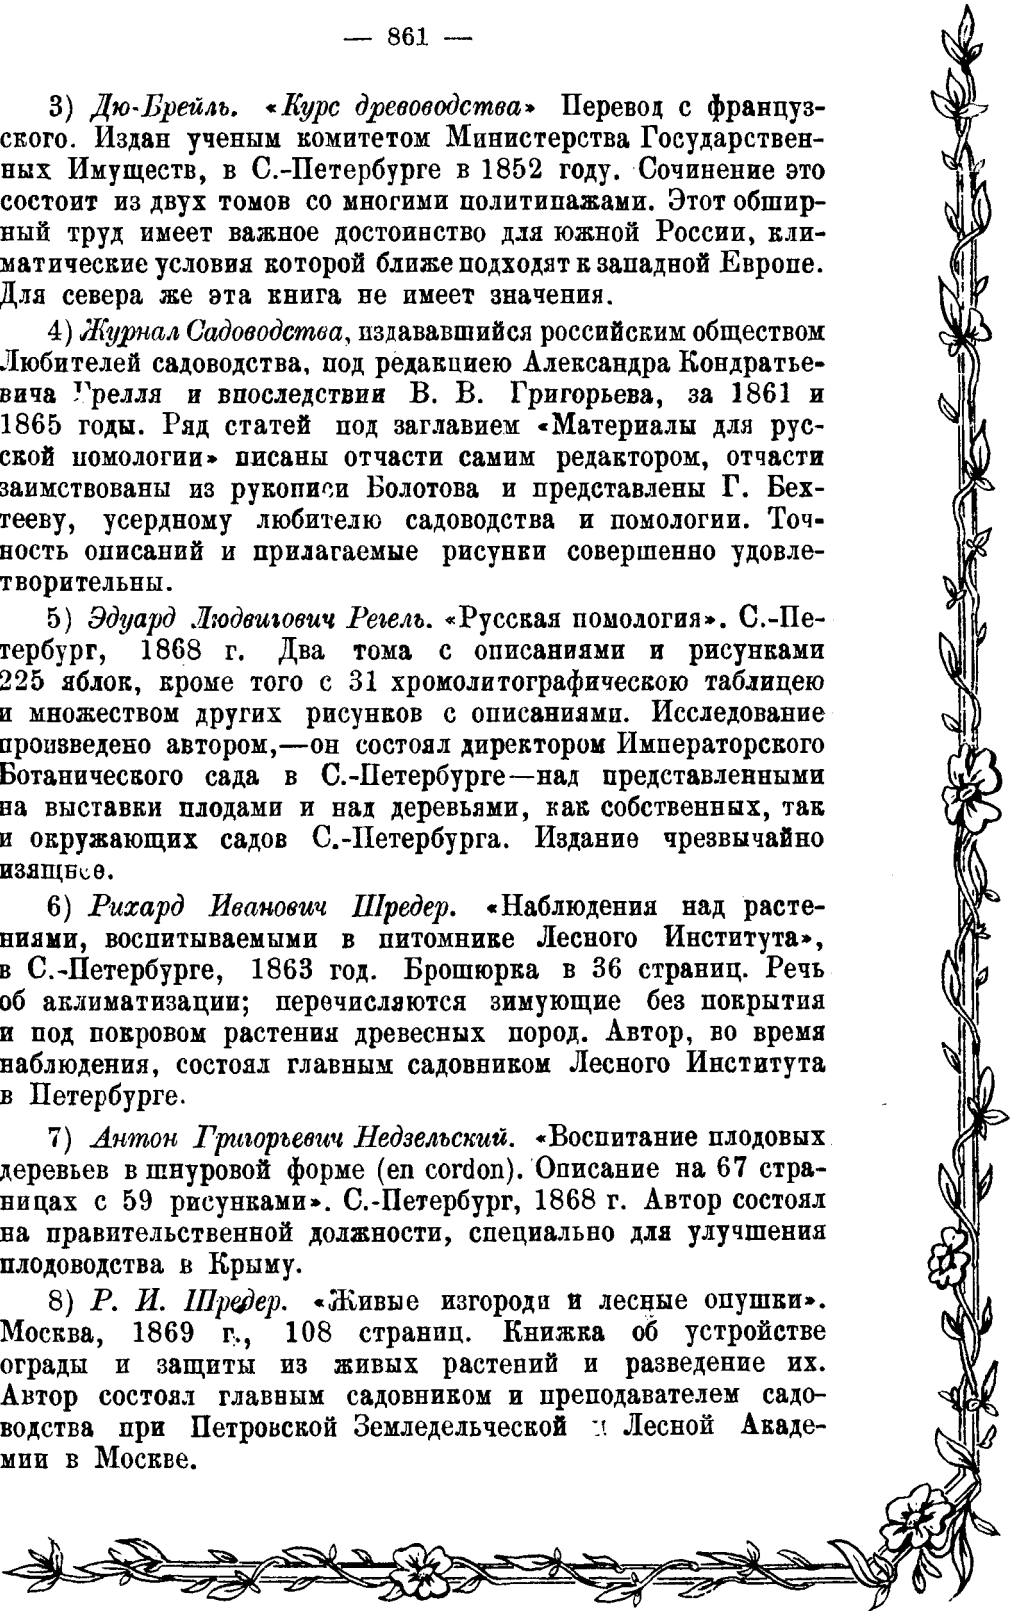 — 861 —
3) Дю-Брейль. «Курс древоводства» Перевод с француз-
ского. Издан ученым комитетом Министерства Государствен-
ных Имуществ, в С.-Петербурге в 1852 году. Сочинение это
состоит из двух томов со многими политипажами. Этот обшир-
ный труд имеет важное достоинство для южной России, кли-
матические условия которой ближе подходят к западной Европе.
Для севера же эта книга не имеет значения.
4) Журнал Садоводства, издававшийся российским обществом
Любителей садоводства, под редакциею Александра Кондратье-
вича Грелля и впоследствии В. В. Григорьева, за 1861 и
1865 годы. Ряд статей под заглавием «Материалы для рус-
ской помологии» писаны отчасти самим редактором, отчасти
заимствованы из рукописи Болотова и представлены Г. Бех-
тееву, усердному любителю садоводства и помологии. Точ-
ность описаний и прилагаемые рисунки совершенно удовле-
творительны.
5) Эдуард Людвигович Регель. «Русская помология». С.-Пе-
тербург, 1868 г. Два тома с описаниями и рисунками
225 яблок, кроме того с 31 хромолитографическою таблицею
и множеством других рисунков с описаниями. Исследование
произведено автором,—он состоял директором Императорского
Ботанического сада в С.-Петербурге—над представленными
на выставки плодами и над деревьями, как собственных, так
и окружающих садов С.-Петербурга. Издание чрезвычайно
изящное.
6) Рихард Иванович Шредер. «Наблюдения над расте-
ниями, воспитываемыми в питомнике Лесного Института»,
в С.-Петербурге, 1863 год. Брошюрка в 36 страниц. Речь
об аклиматизации; перечисляются зимующие без покрытия
и под покровом растения древесных пород. Автор, во время
наблюдения, состоял главным садовником Лесного Института
в Петербурге.
7) Антон Григорьевич Недзельский. «Воспитание плодовых
деревьев в шнуровой форме (en cordon). Описание на 67 стра-
ницах с 59 рисунками». С.-Петербург, 1868 г. Автор состоял
на правительственной должности, специально для улучшения
плодоводства в Крыму.
8) Р. И. Шредер. «Живые изгороди и лесные опушки».
Москва, 1869 г., 108 страниц. Книжка об устройстве
ограды и защиты из живых растений и разведение их.
Автор состоял главным садовником и преподавателем садо-
водства при Петровской Земледельческой и Лесной Акаде-
мии в Москве.